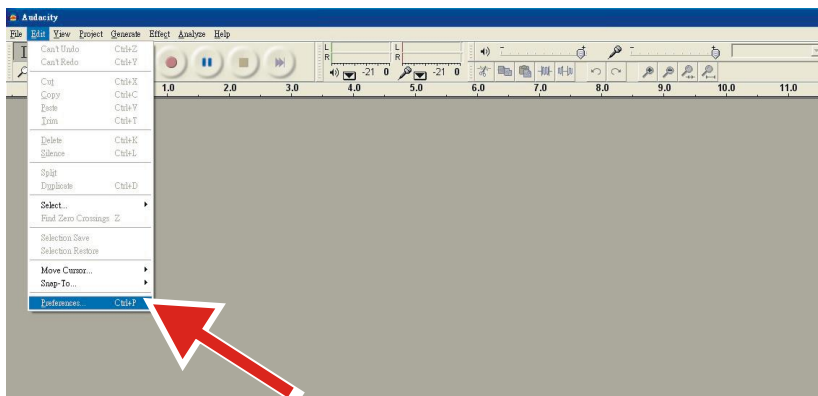 Audacity
File Edit View Project Generate Effect Analyze Help
Can't Undo Ctrl+Z
Can't Redo Ctrl+Y
Cut Ctrl+X
Copy Ctrl+C
Paste Ctrl+V
Trim Ctrl+T
Delete Ctrl+K
Silence Ctrl+L
Split
Duplicate Ctrl+D
Select...
Find Zero Crossings Z
Selection Save
Selection Restore
Move Cursor...
Snap-To...
Preferences... Ctrl+P
L
R
-21 0
L
R
-21 0
1.0 2.0 3.0 4.0 5.0 6.0 7.0 8.0 9.0 10.0 11.0